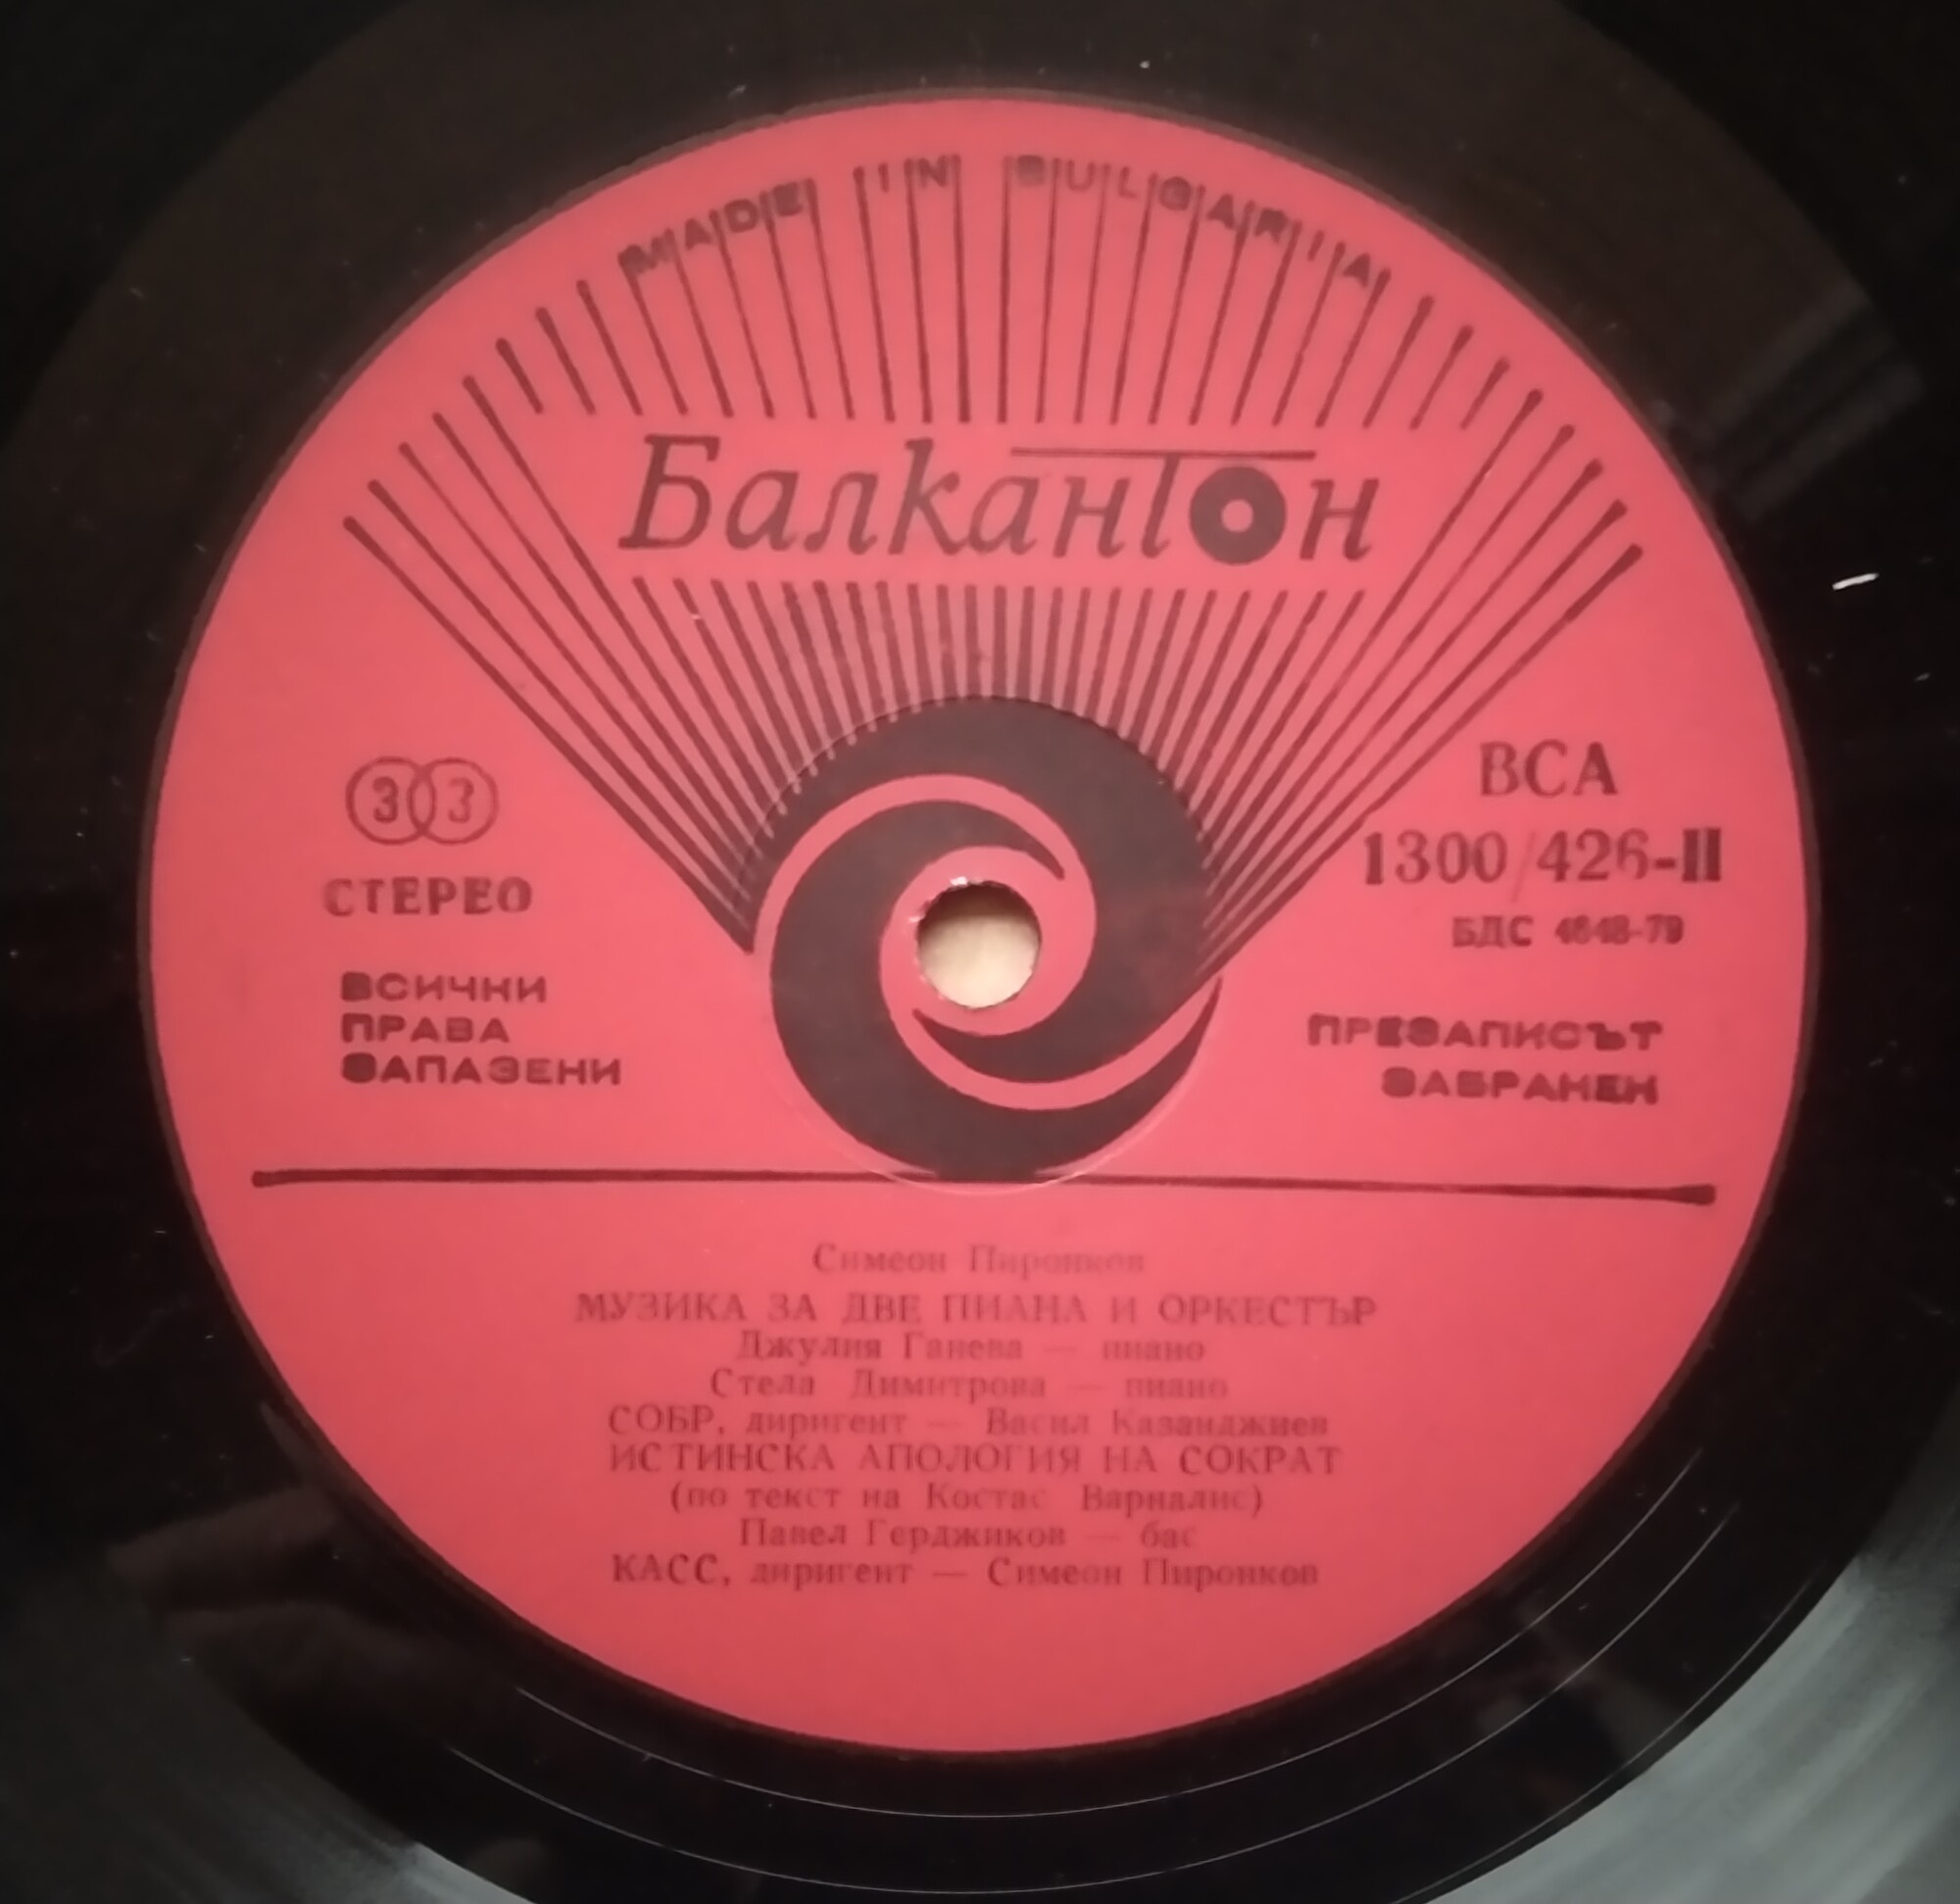 MADE IN BULGARIA
Балкантон
33
СТЕРЕО
ВСИЧКИ
ПРАВА
ЗАПАЗЕНИ
ВСА
1300/426-II
БДС 4648-79
ПРЕЗАПИСЪТ
ЗАБРАНЕН
Симеон Пиронков
МУЗИКА ЗА ДВЕ ПИАНА И ОРКЕСТЪР
Джулия Ганева — пиано
Стела Димитрова — пиано
СОБР, диригент — Васил Казанджиев
ИСТИНСКА АПОЛОГИЯ НА СОКРАТ
(по текст на Костас Варналис)
Павел Герджиков — бас
КАСС, диригент — Симеон Пиронков